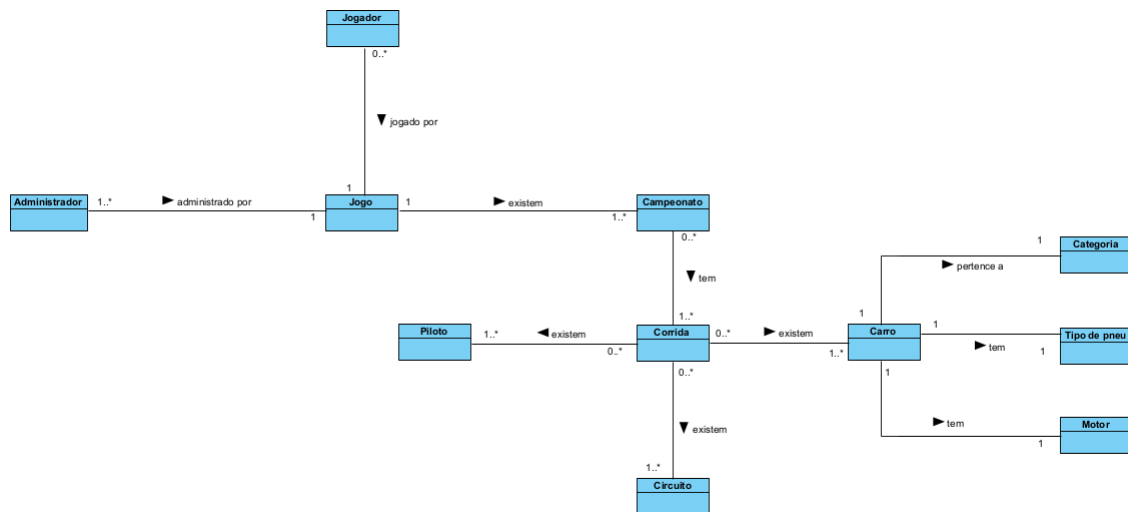 Jogador
0..*
jogado por
1
Administrador
1..*
administrado por
1
Jogo
1
existem
1..*
Campeonato
0..*
tem
1..*
Categoria
1
pertence a
1
Piloto
1..*
existem
0..*
Corrida
0..*
existem
1..*
Carro
1
tem
1
Tipo de pneu
0..*
existem
1..*
Circuito
1
tem
1
Motor